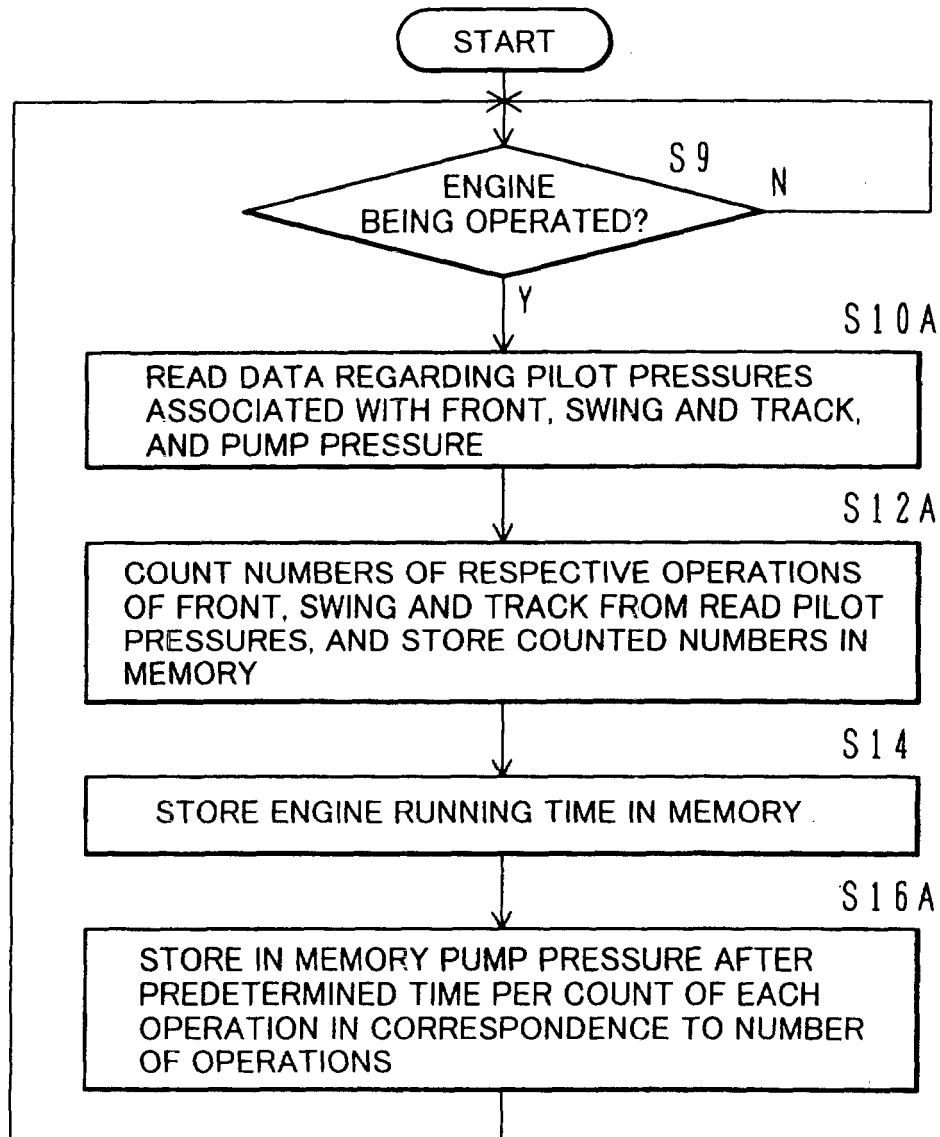 START
S9
ENGINE
BEING OPERATED?
N
Y
S10A
READ DATA REGARDING PILOT PRESSURES
ASSOCIATED WITH FRONT, SWING AND TRACK,
AND PUMP PRESSURE
S12A
COUNT NUMBERS OF RESPECTIVE OPERATIONS
OF FRONT, SWING AND TRACK FROM READ PILOT
PRESSURES, AND STORE COUNTED NUMBERS IN
MEMORY
S14
STORE ENGINE RUNNING TIME IN MEMORY
S16A
STORE IN MEMORY PUMP PRESSURE AFTER
PREDETERMINED TIME PER COUNT OF EACH
OPERATION IN CORRESPONDENCE TO NUMBER
OF OPERATIONS